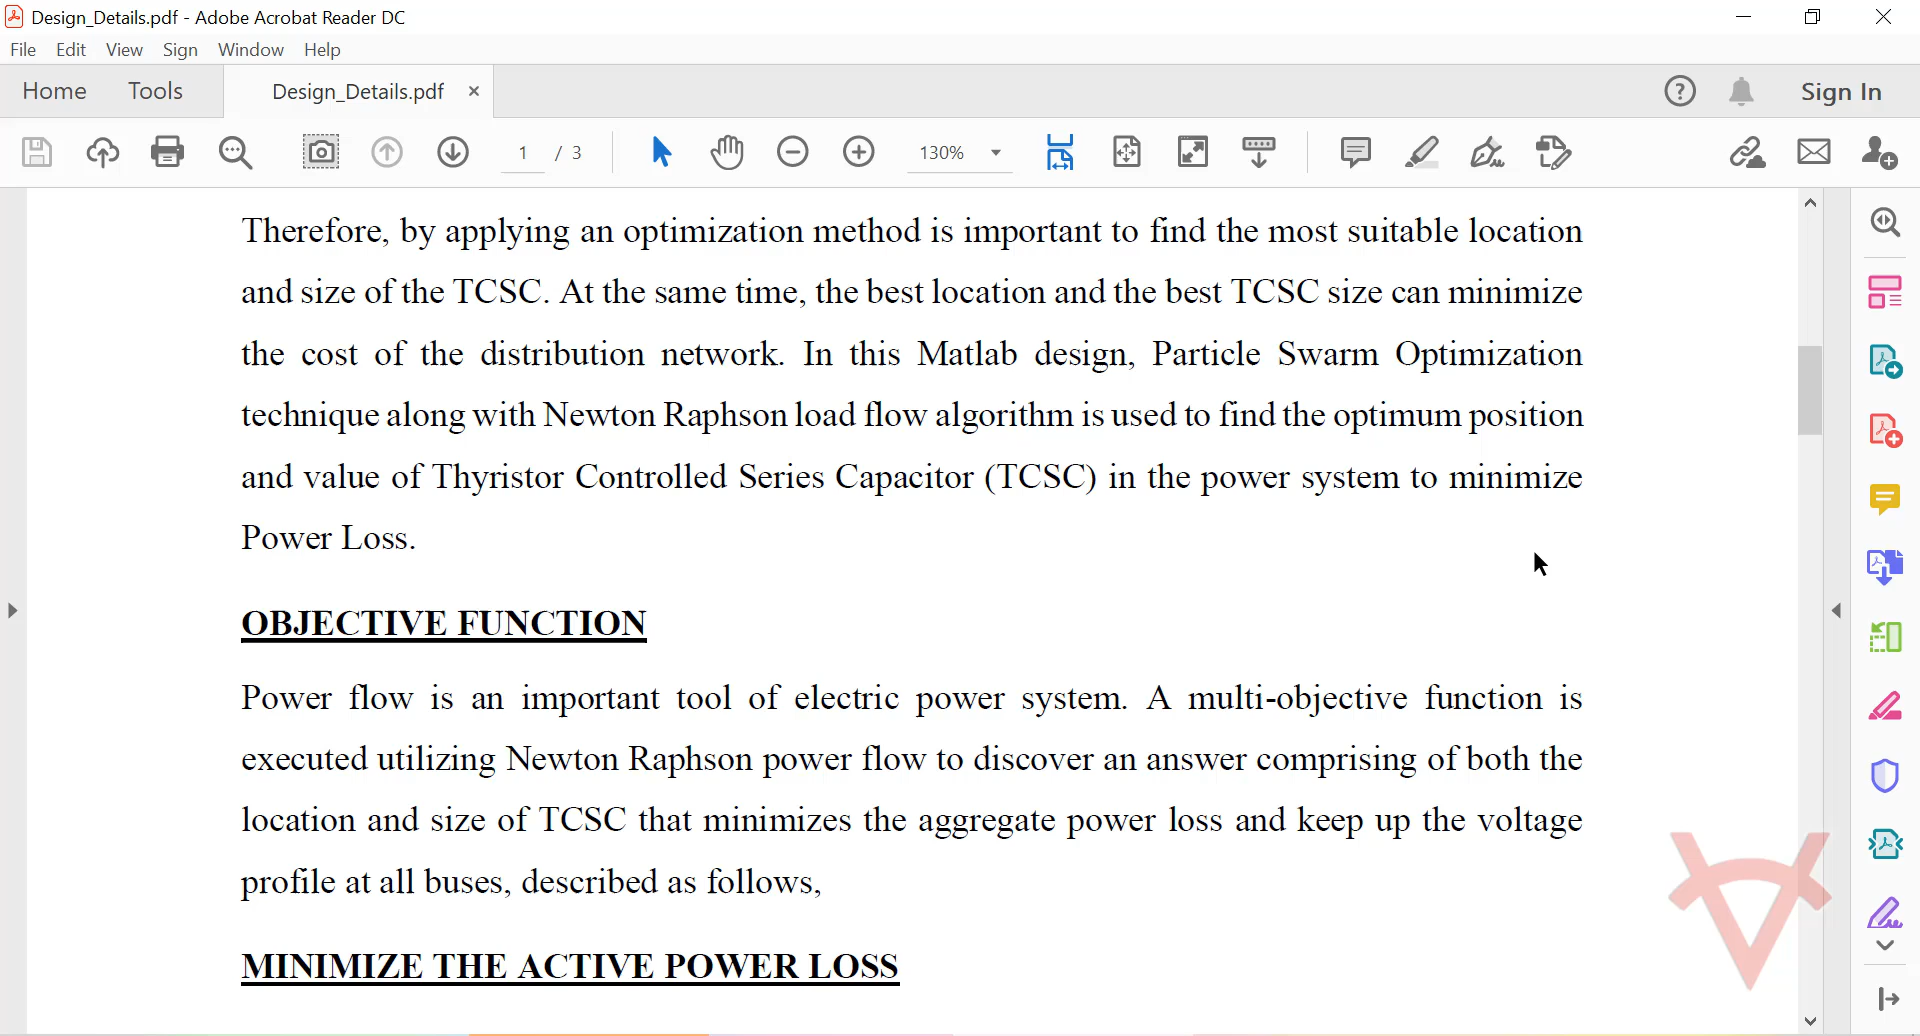 Design_Details.pdf - Adobe Acrobat Reader DC
File Edit View Sign Window Help
Home Tools Design_Details.pdf × Sign In
1 / 3 130%
Therefore, by applying an optimization method is important to find the most suitable location
and size of the TCSC. At the same time, the best location and the best TCSC size can minimize
the cost of the distribution network. In this Matlab design, Particle Swarm Optimization
technique along with Newton Raphson load flow algorithm is used to find the optimum position
and value of Thyristor Controlled Series Capacitor (TCSC) in the power system to minimize
Power Loss.
OBJECTIVE FUNCTION
Power flow is an important tool of electric power system. A multi-objective function is
executed utilizing Newton Raphson power flow to discover an answer comprising of both the
location and size of TCSC that minimizes the aggregate power loss and keep up the voltage
profile at all buses, described as follows,
MINIMIZE THE ACTIVE POWER LOSS